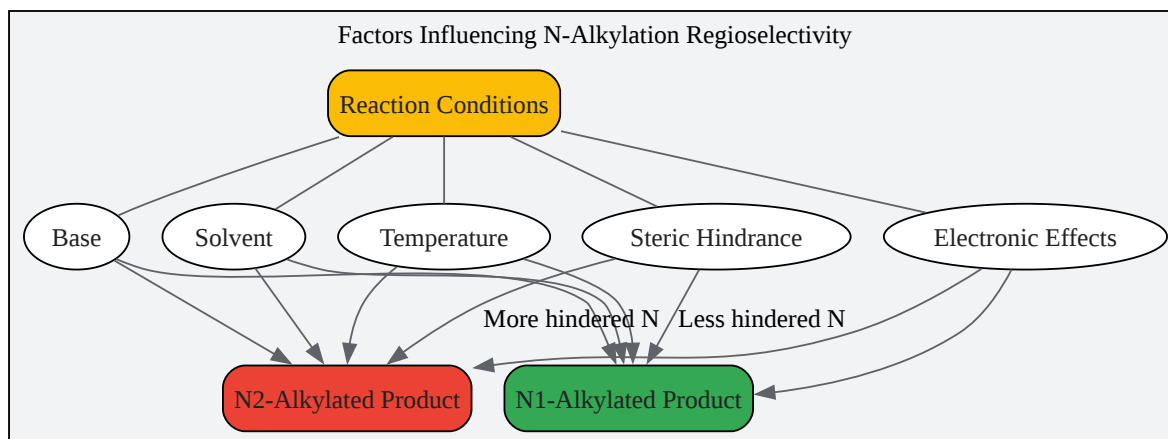 Factors Influencing N-Alkylation Regioselectivity
Reaction Conditions
Base
Solvent
Temperature
Steric Hindrance
Electronic Effects
More hindered N
Less hindered N
N2-Alkylated Product
N1-Alkylated Product